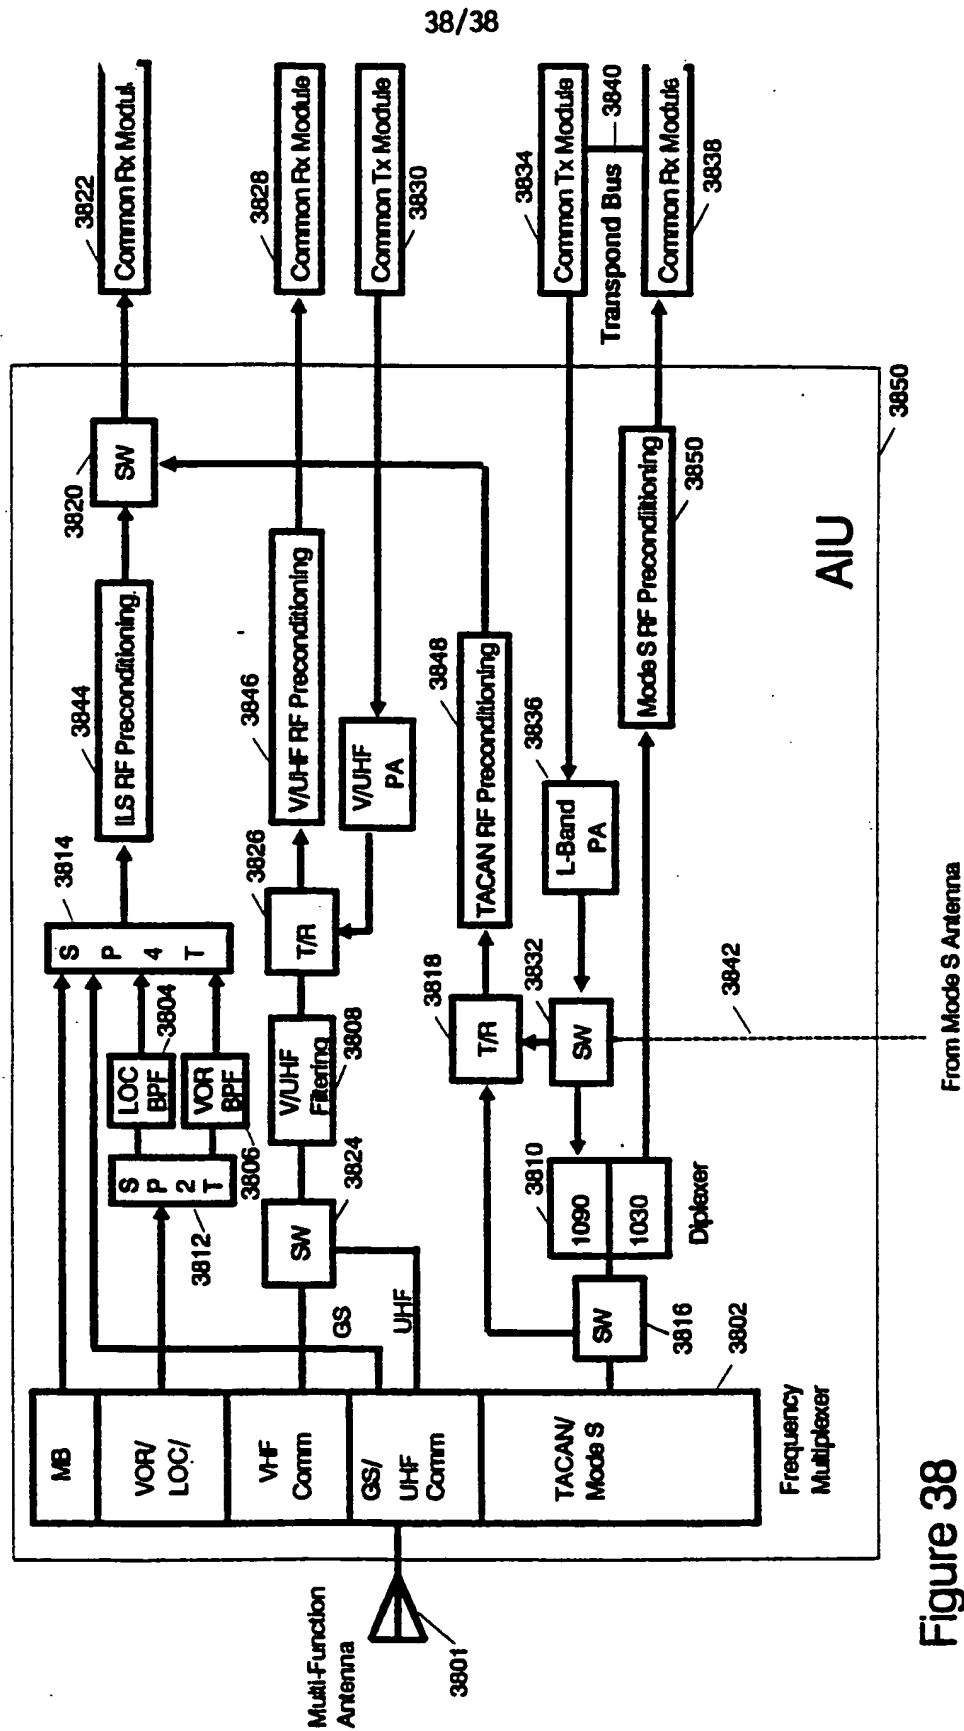 38/38
Multi-Function
Antenna
3801
MB
VOR/
LOC/
VHF
Comm
GS/
UHF
Comm
TACAN/
Mode S
Frequency
Multiplexer
3802
S
P
2
T
3812
LOC
BPF
3804
VOR
BPF
3806
S
P
4
T
3814
ILS RF Preconditioning.
3844
SW
3820
Common Rx Modul.
3822
GS
UHF
SW
3824
V/UHF
Filtering
3808
T/R
3826
V/UHF RF Preconditioning
3846
Common Rx Module
3828
V/UHF
PA
Common Tx Module
3830
SW
3816
1090
1030
3810
Diplexer
T/R
3818
SW
3832
TACAN RF Preconditioning
3848
L-Band
PA
3836
Common Tx Module
3834
Transpond Bus
3840
Mode S RF Preconditiitoning
3850
Common Rx Module
3838
3842
From Mode S Antenna
AIU
3850
Figure 38